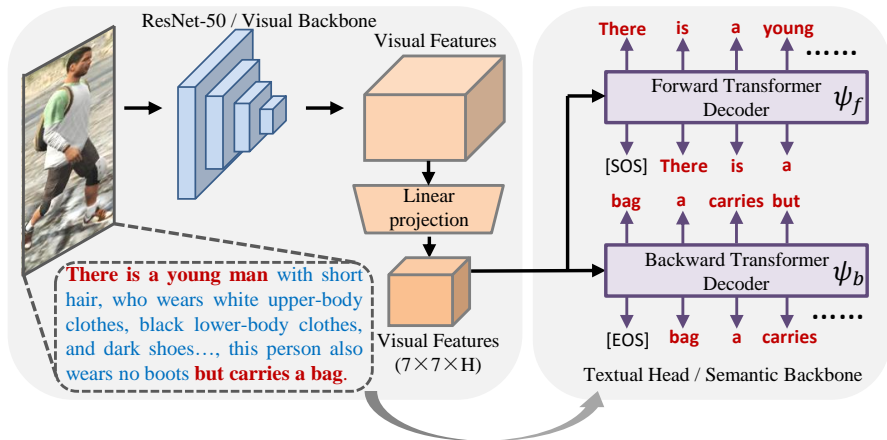 ResNet-50 / Visual Backbone
Visual Features
Linear
projection
Visual Features
(7×7×H)
There is a young man with short
hair, who wears white upper-body
clothes, black lower-body clothes,
and dark shoes…, this person also
wears no boots but carries a bag.
There is a young ……
Forward Transformer
Decoder ψf
[SOS] There is a
bag a carries but
Backward Transformer
Decoder ψb
[EOS] bag a carries ……
Textual Head / Semantic Backbone